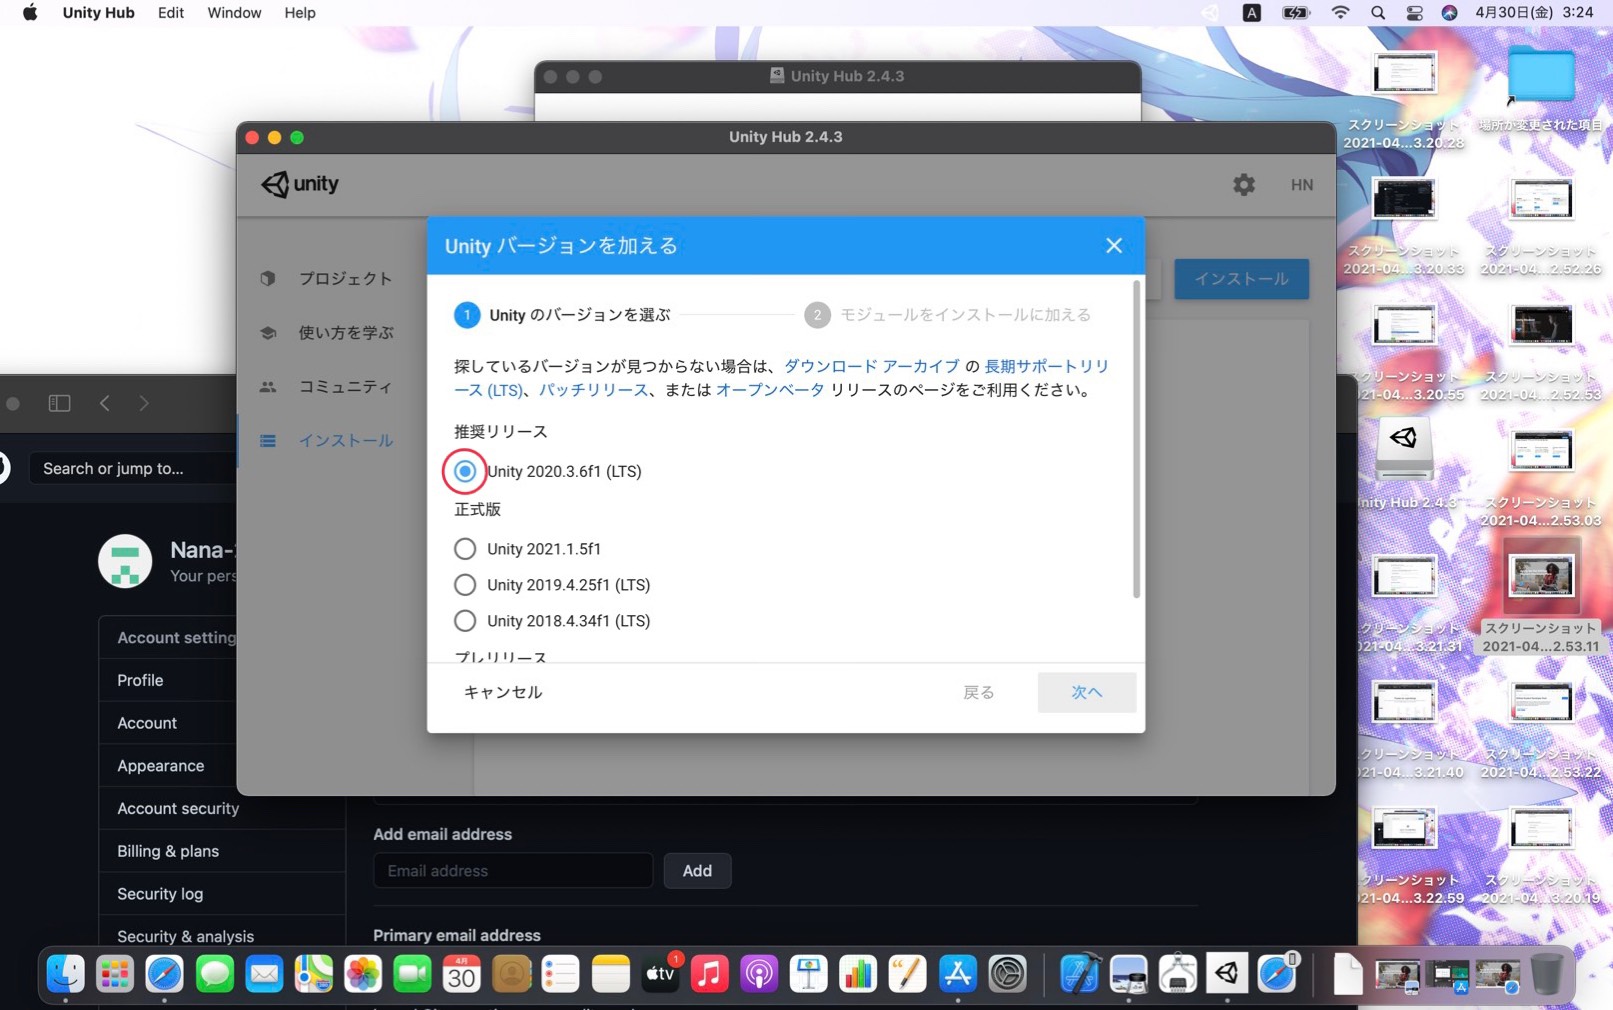 Unity Hub Edit Window Help
A
4月30日(金) 3:24
Unity Hub 2.4.3
Unity Hub 2.4.3
unity
HN
プロジェクト
使い方を学ぶ
コミュニティ
インストール
インストール
Unity バージョンを加える
1 Unity のバージョンを選ぶ
2 モジュールをインストールに加える
探しているバージョンが見つからない場合は、ダウンロード アーカイブ の 長期サポートリリ
ース (LTS)、パッチリリース、または オープンベータ リリースのページをご利用ください。
推奨リリース
Unity 2020.3.6f1 (LTS)
正式版
Unity 2021.1.5f1
Unity 2019.4.25f1 (LTS)
Unity 2018.4.34f1 (LTS)
プレリリース
キャンセル
戻る
次へ
Search or jump to...
Nana-
Your pers
Account setting
Profile
Account
Appearance
Account security
Billing & plans
Security log
Security & analysis
Add email address
Email address
Add
Primary email address
スクリーンショット
2021-04...3.20.28
場所が変更された項目
スクリーンショット
2021-04...3.20.33
スクリーンショット
2021-04...2.52.26
スクリーンショット
21-04...3.20.55
スクリーンショット
2021-04...2.52.53
nity Hub 2.4.3
スクリーンショット
2021-04...2.53.03
クリーンショット
21-04...3.21.31
スクリーンショット
2021-04...2.53.11
クリーンショット
21-04...3.21.40
スクリーンショット
2021-04...2.53.22
クリーンショット
21-04...3.22.59
スクリーンショット
2021-04...3.20.19
4月
30
tv
1